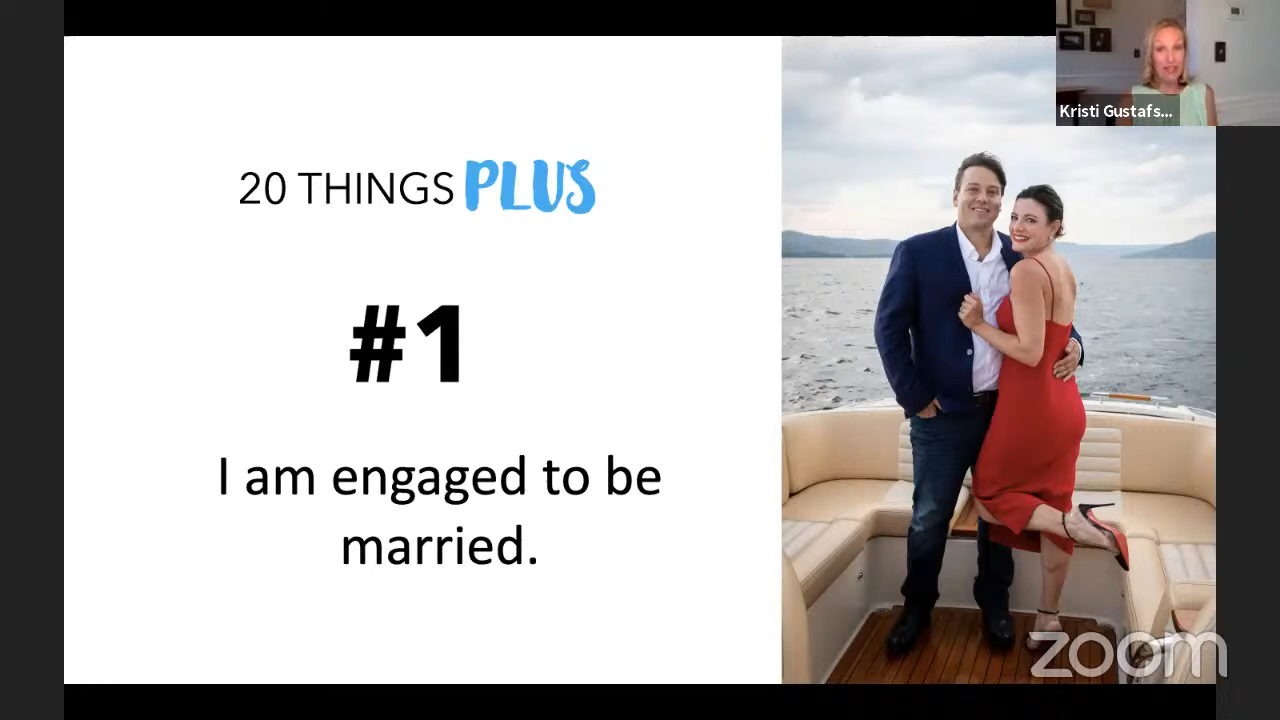 Kristi Gustafs...
20 THINGS PLUS
#1
I am engaged to be
married.
zoom